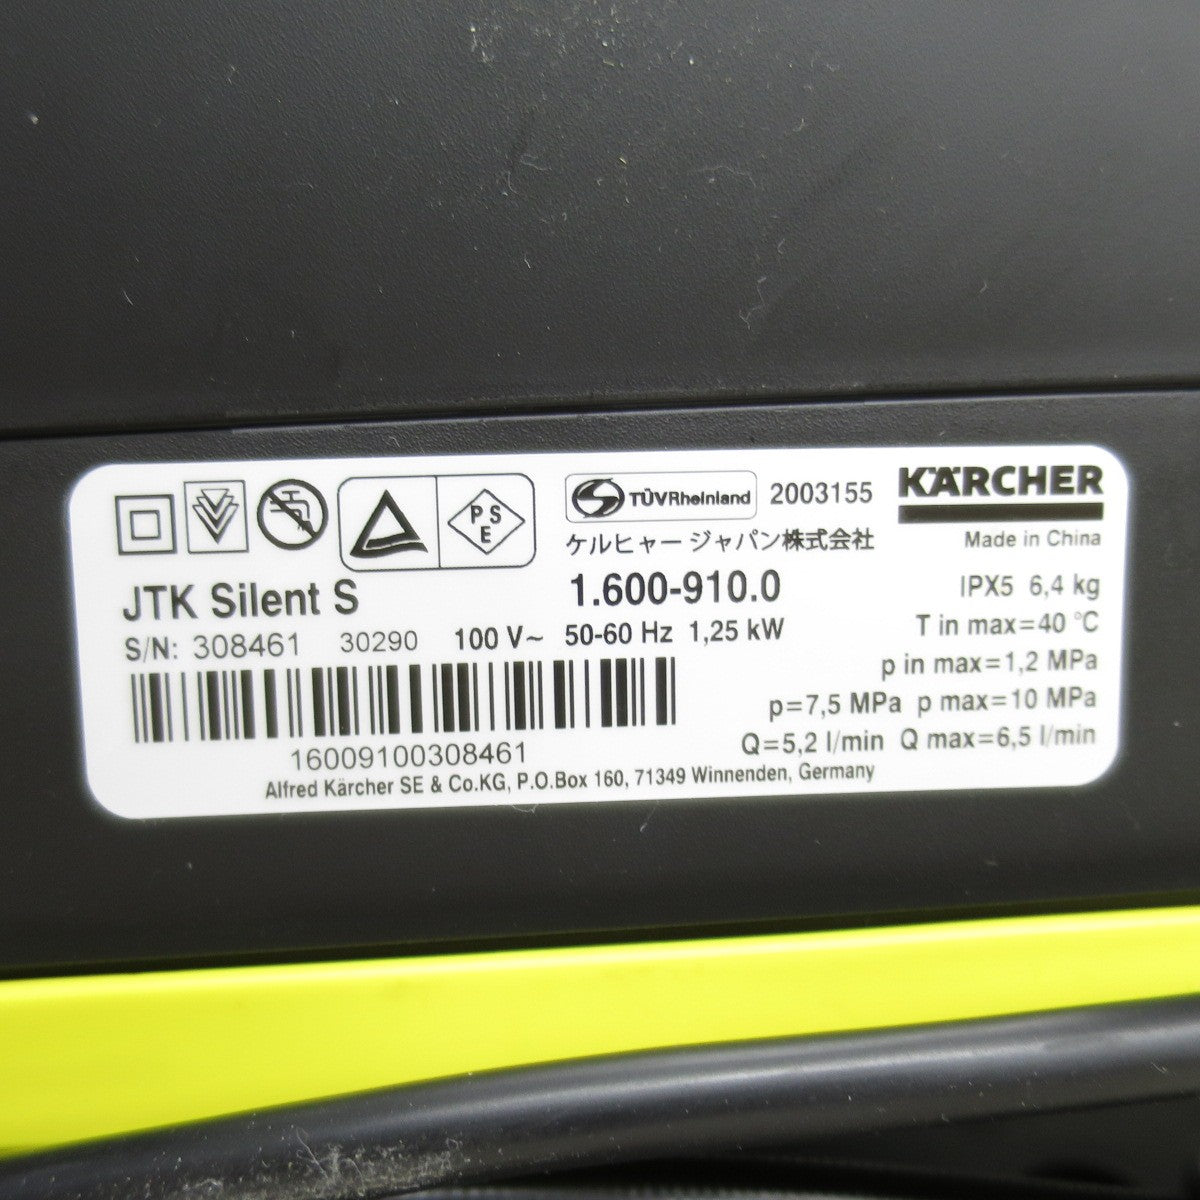 PSE
TÜVRheinland 2003155 KÄRCHER
ケルヒャー ジャパン株式会社 Made in China
JTK Silent S 1.600-910.0 IPX5 6,4 kg
S/N: 308461 30290 100 V~ 50-60 Hz 1,25 kW T in max=40 °C
p in max=1,2 MPa
p=7,5 MPa p max=10 MPa
Q=5,2 l/min Q max=6,5 l/min
16009100308461
Alfred Kärcher SE & Co.KG, P.O.Box 160, 71349 Winnenden, Germany